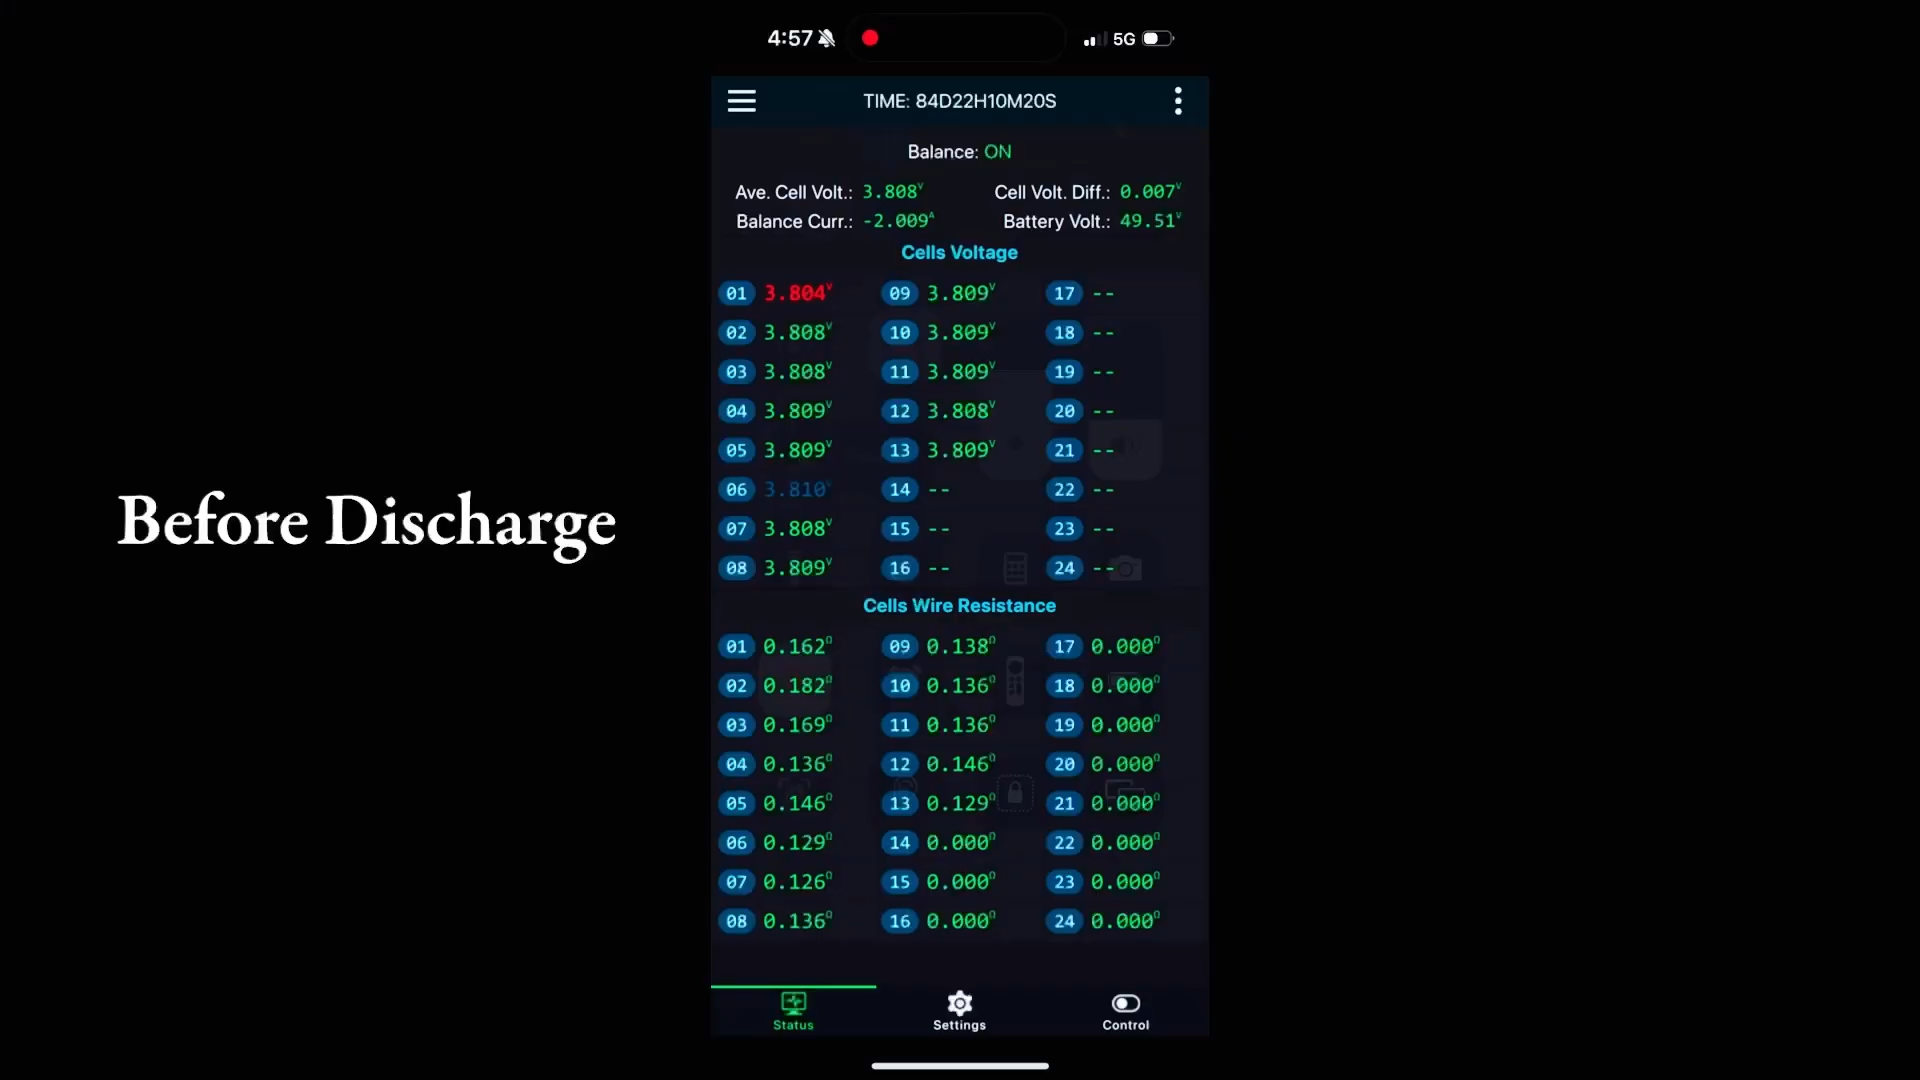 4:57 5G
TIME: 84D22H10M20S
Balance: ON
Ave. Cell Volt.: 3.808V Cell Volt. Diff.: 0.007V
Balance Curr.: -2.009A Battery Volt.: 49.51V
Cells Voltage
01 3.804V 09 3.809V 17 --
02 3.808V 10 3.809V 18 --
03 3.808V 11 3.809V 19 --
04 3.809V 12 3.808V 20 --
05 3.809V 13 3.809V 21 --
06 3.810V 14 -- 22 --
Before Discharge
07 3.808V 15 -- 23 --
08 3.809V 16 -- 24 --
Cells Wire Resistance
01 0.162Ω 09 0.138Ω 17 0.000Ω
02 0.182Ω 10 0.136Ω 18 0.000Ω
03 0.169Ω 11 0.136Ω 19 0.000Ω
04 0.136Ω 12 0.146Ω 20 0.000Ω
05 0.146Ω 13 0.129Ω 21 0.000Ω
06 0.129Ω 14 0.000Ω 22 0.000Ω
07 0.126Ω 15 0.000Ω 23 0.000Ω
08 0.136Ω 16 0.000Ω 24 0.000Ω
Status Settings Control